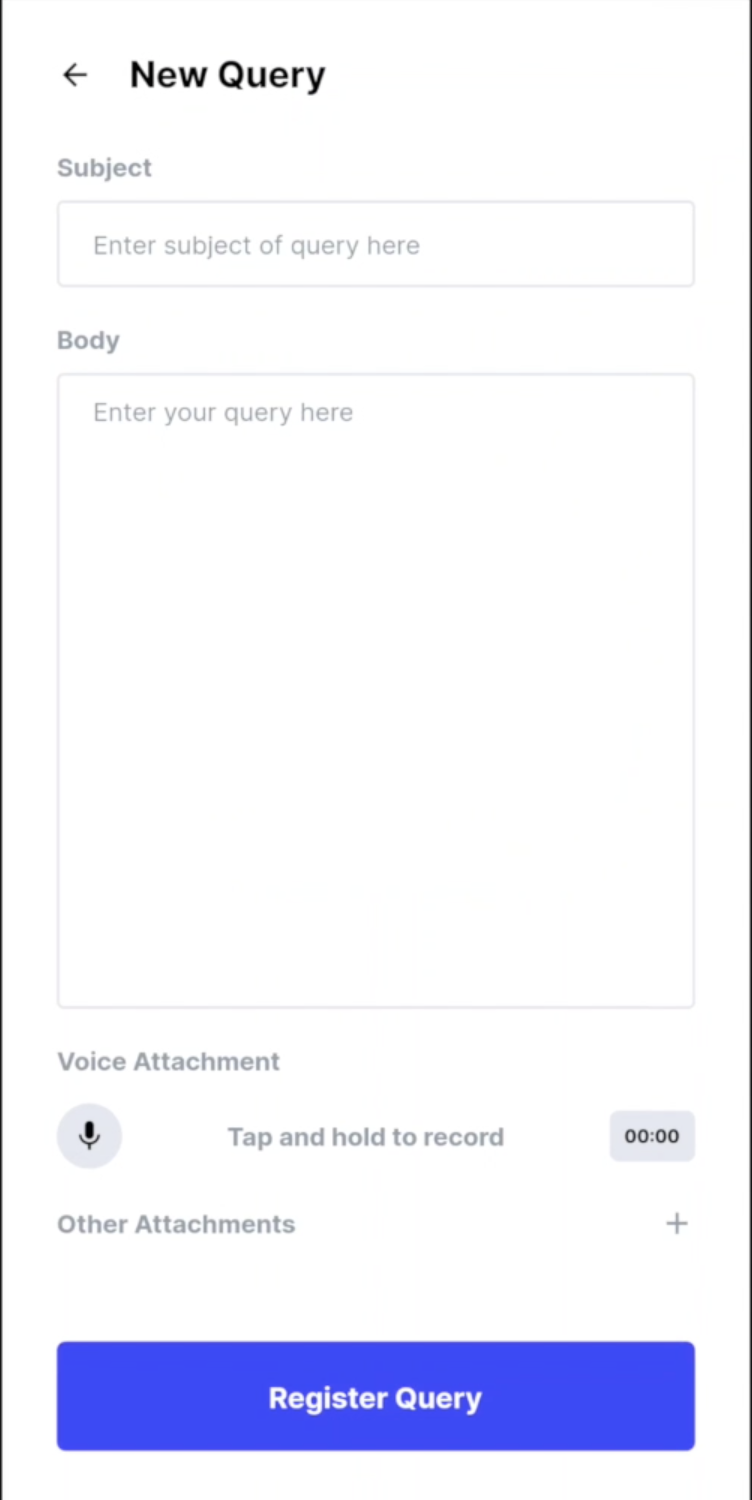 New Query
Subject
Enter subject of query here
Body
Enter your query here
Voice Attachment
Tap and hold to record
00:00
Other Attachments
Register Query